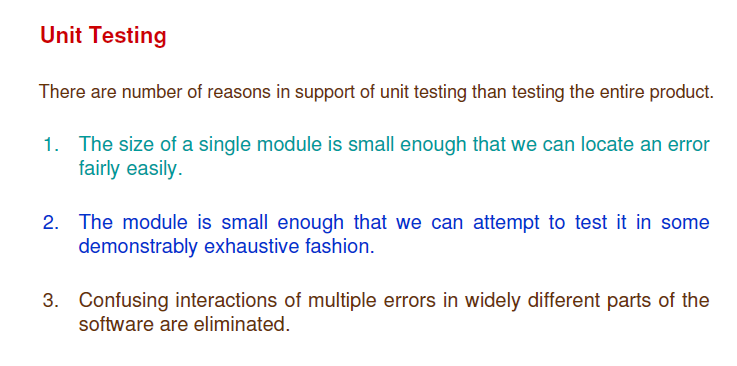 Unit Testing
There are number of reasons in support of unit testing than testing the entire product.
1. The size of a single module is small enough that we can locate an error
fairly easily.
2. The module is small enough that we can attempt to test it in some
demonstrably exhaustive fashion.
3. Confusing interactions of multiple errors in widely different parts of the
software are eliminated.